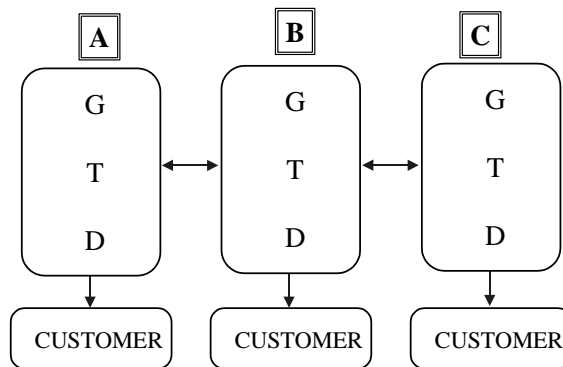 A B C
G G G
T T T
D D D
CUSTOMER CUSTOMER CUSTOMER